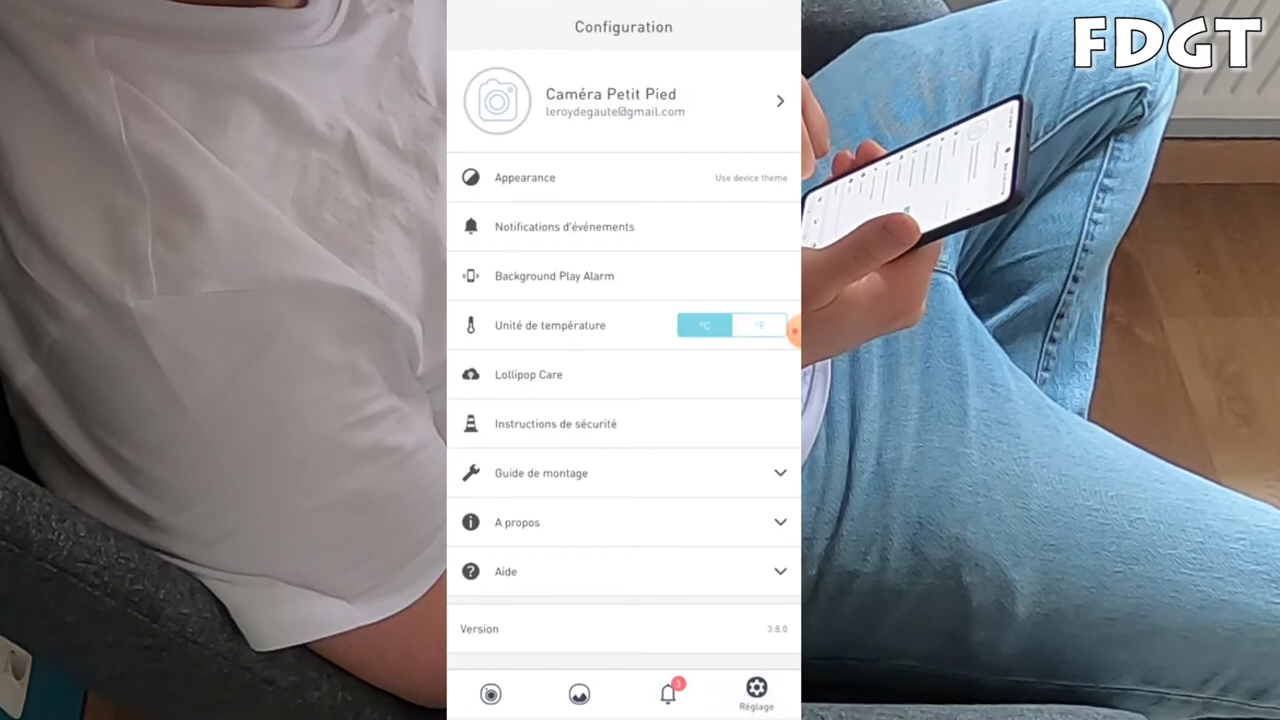 FDGT
Configuration
Caméra Petit Pied
leroydegaute@gmail.com
Appearance
Use device theme
Notifications d'événements
Background Play Alarm
Unité de température
°C
°F
Lollipop Care
Instructions de sécurité
Guide de montage
A propos
Aide
Version
3.8.0
3
Réglage